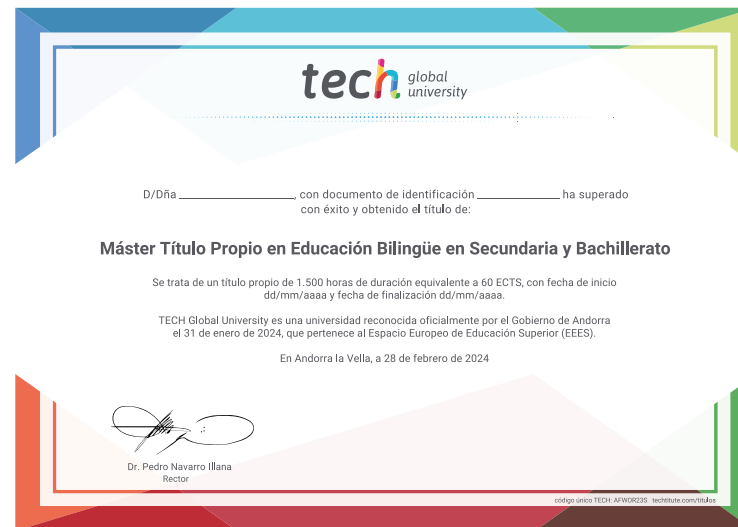 tech global university
D/Dña ______________, con documento de identificación ______________ ha superado
con éxito y obtenido el título de:
Máster Título Propio en Educación Bilingüe en Secundaria y Bachillerato
Se trata de un título propio de 1.500 horas de duración equivalente a 60 ECTS, con fecha de inicio
dd/mm/aaaa y fecha de finalización dd/mm/aaaa.
TECH Global University es una universidad reconocida oficialmente por el Gobierno de Andorra
el 31 de enero de 2024, que pertenece al Espacio Europeo de Educación Superior (EEES).
En Andorra la Vella, a 28 de febrero de 2024
Dr. Pedro Navarro Illana
Rector
código único TECH: AFWOR23S techtitute.com/titulos